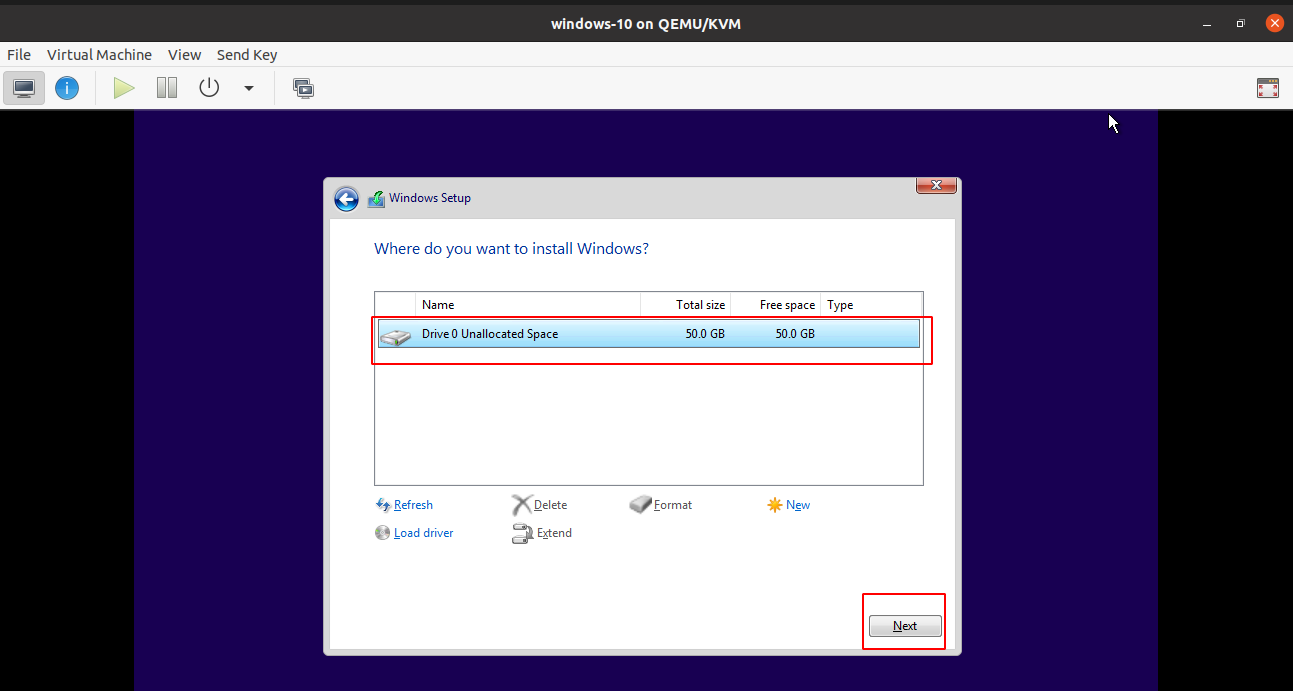 windows-10 on QEMU/KVM
File Virtual Machine View Send Key
Windows Setup
Where do you want to install Windows?
Name Total size Free space Type
Drive 0 Unallocated Space 50.0 GB 50.0 GB
Refresh Delete Format New
Load driver Extend
Next